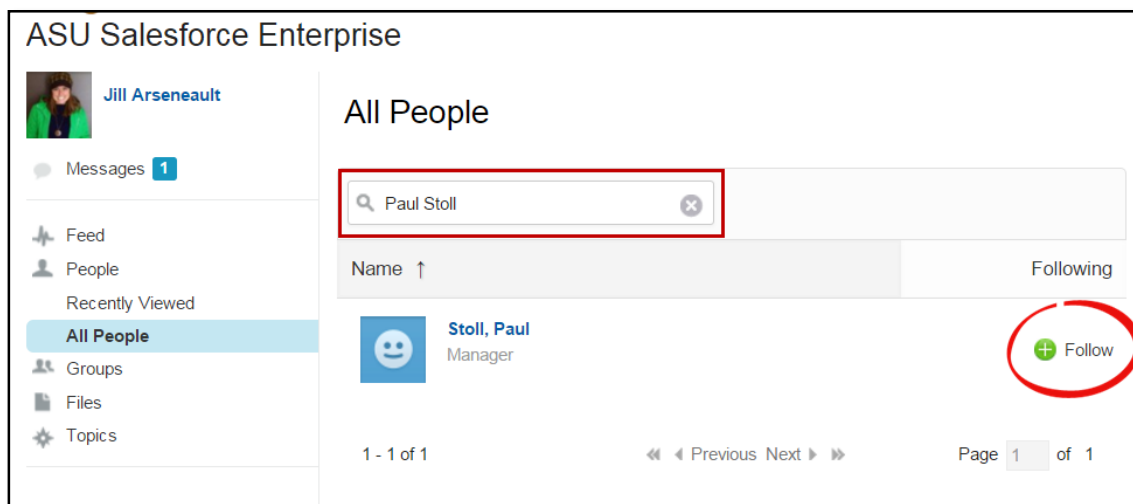 ASU Salesforce Enterprise
Jill Arseneault
Messages 1
Feed
People
Recently Viewed
All People
Groups
Files
Topics
All People
Paul Stoll
Name ↑ Following
Stoll, Paul
Manager
Follow
1 - 1 of 1 Previous Next Page 1 of 1